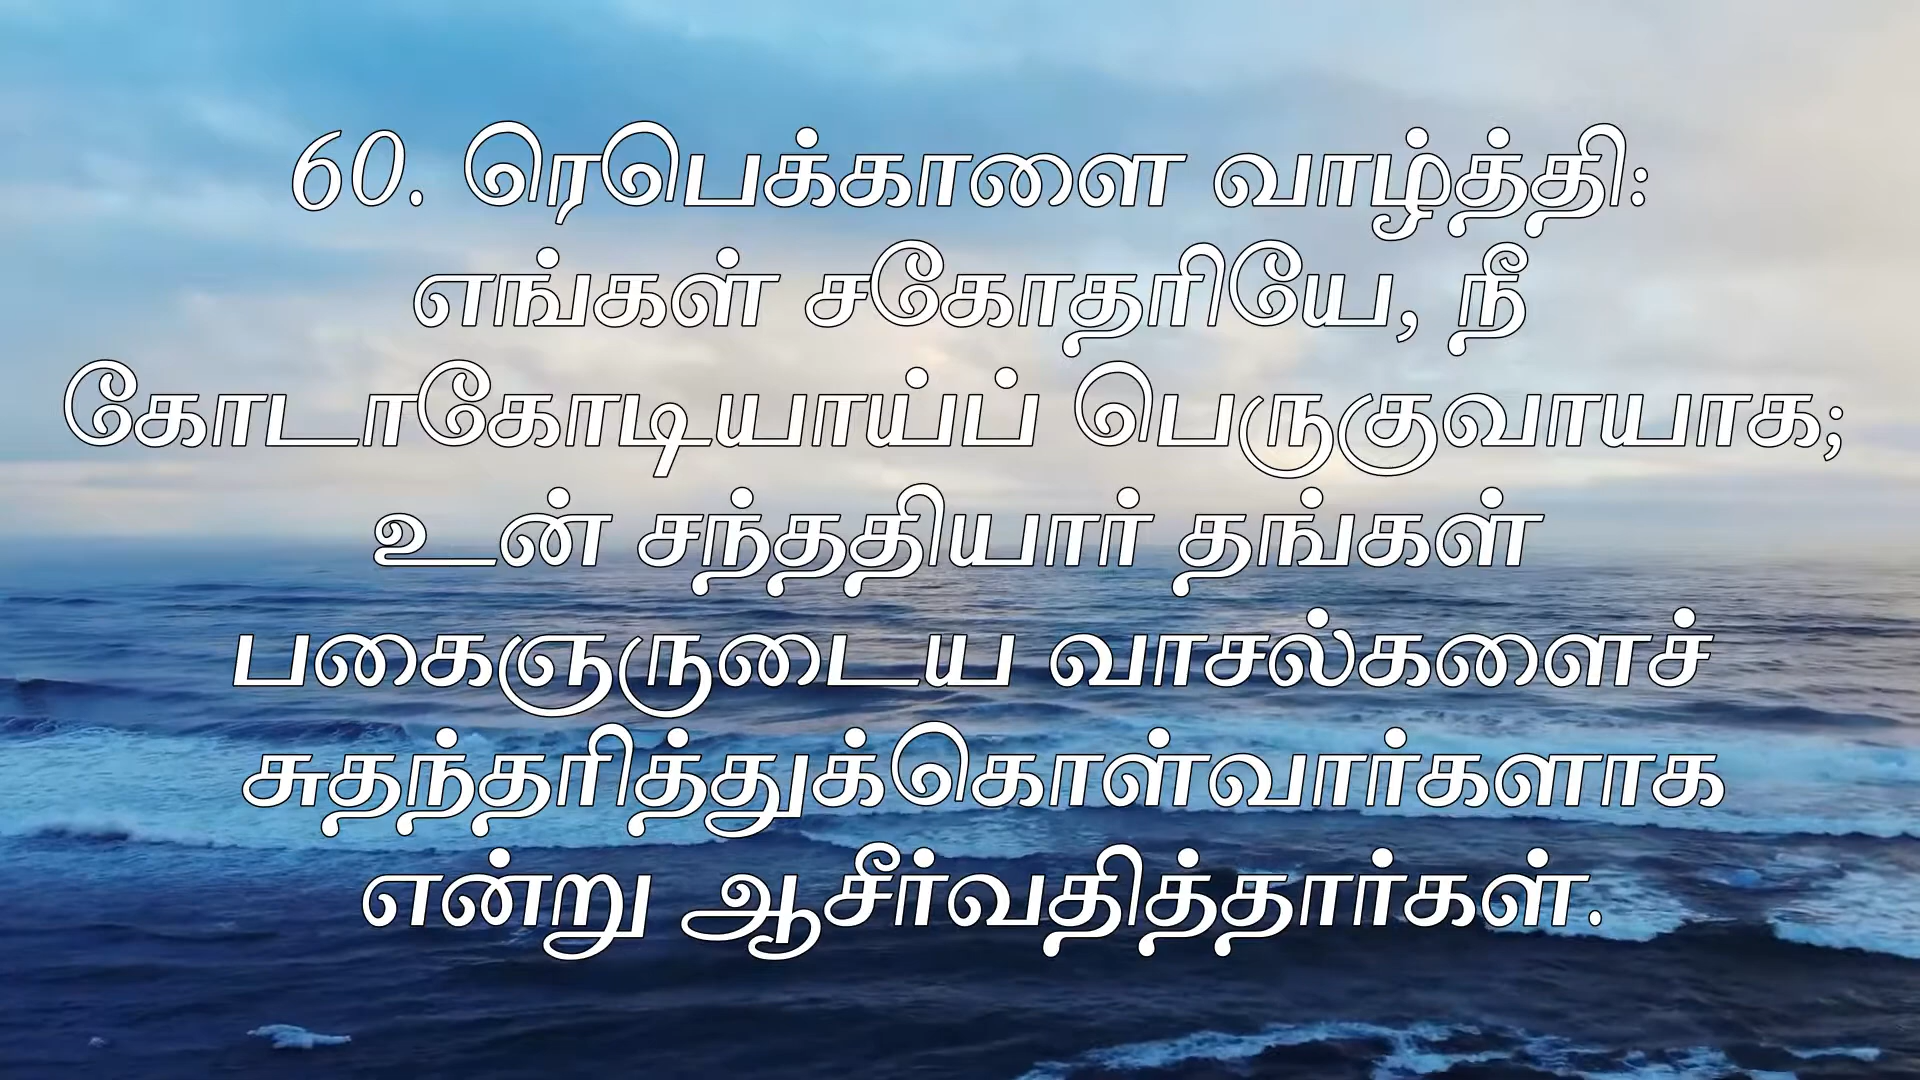 60. ரெபெக்காளை வாழ்த்தி:
எங்கள் சகோதரியே, நீ
கோடாகோடியாய்ப் பெருகுவாயாக;
உன் சந்ததியார் தங்கள்
பகைஞருடைய வாசல்களைச்
சுதந்தரித்துக்கொள்வார்களாக
என்று ஆசீர்வதித்தார்கள்.